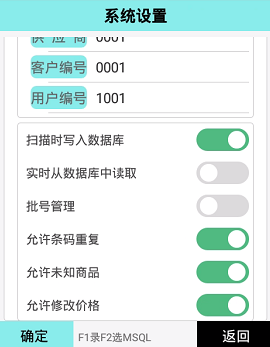 系统设置
供 应 商 0001
客户编号 0001
用户编号 1001
扫描时写入数据库
实时从数据库中读取
批号管理
允许条码重复
允许未知商品
允许修改价格
确定 F1录F2选MSQL 返回